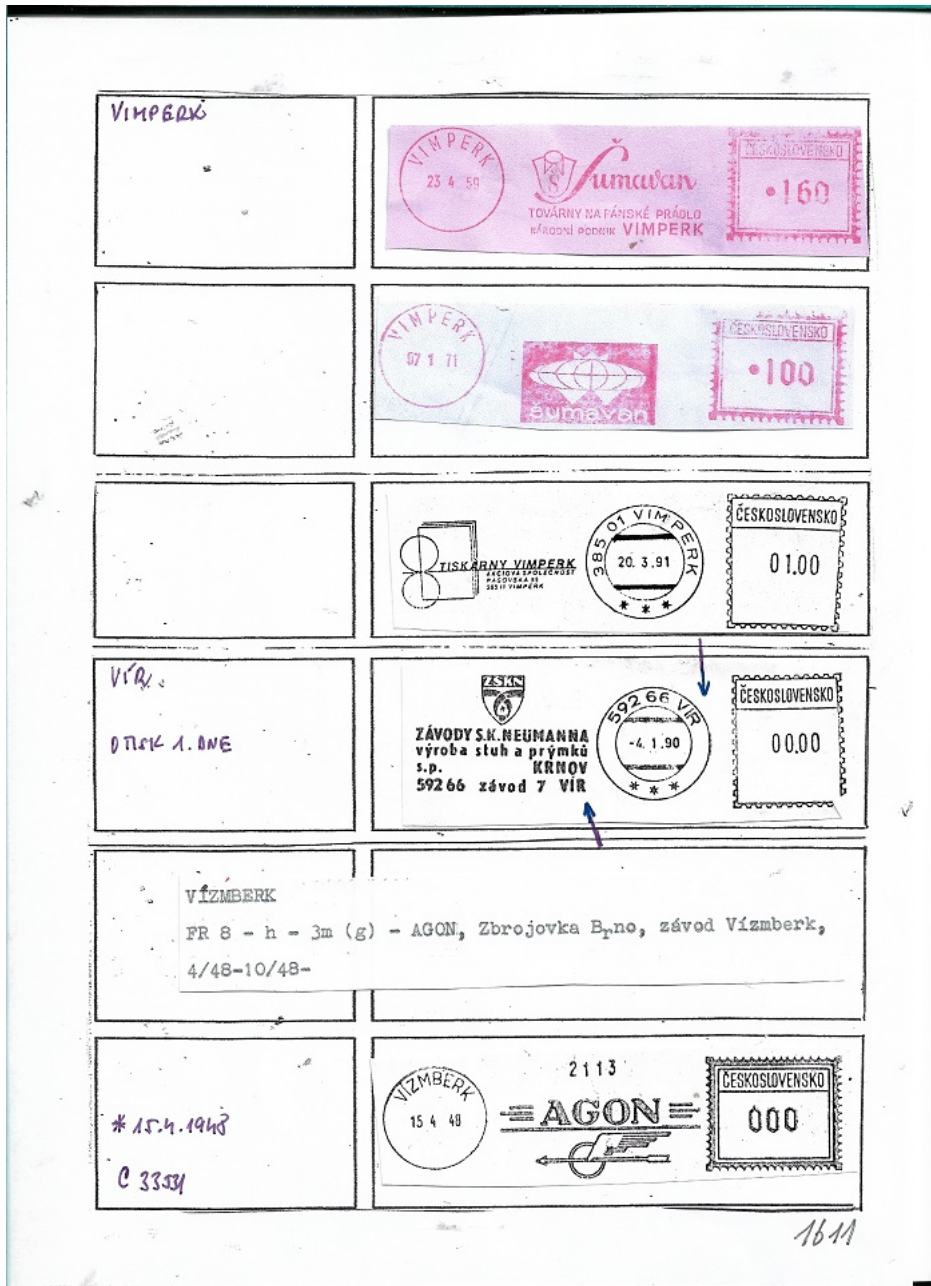 VIMPERK
VIMPERK
23 4 59
Šumavan
TOVÁRNY NA PÁNSKÉ PRÁDLO
NÁRODNÍ PODNIK VIMPERK
ČESKOSLOVENSKO
•160
VIMPERK
07 1 71
šumavan
ČESKOSLOVENSKO
•100
TISKÁRNY VIMPERK
AKCIOVÁ SPOLEČNOST
385 01 VIMPERK
20. 3.91
* * *
ČESKOSLOVENSKO
01.00
VÍR
OTISK 1. DNE
ZSKN
ZÁVODY S.K.NEUMANNA
výroba stuh a prýmků
s.p. KRNOV
592 66 závod 7 VÍR
592 66 VÍR
-4. 1.90
* * *
ČESKOSLOVENSKO
00.00
VÍZMBERK
FR 8 - h - 3m (g) - AGON, Zbrojovka Brno, závod Vízmberk,
4/48-10/48-
* 15.4.1948
C 33531
VÍZMBERK
15 4 48
2113
AGON
ČESKOSLOVENSKO
000
1611